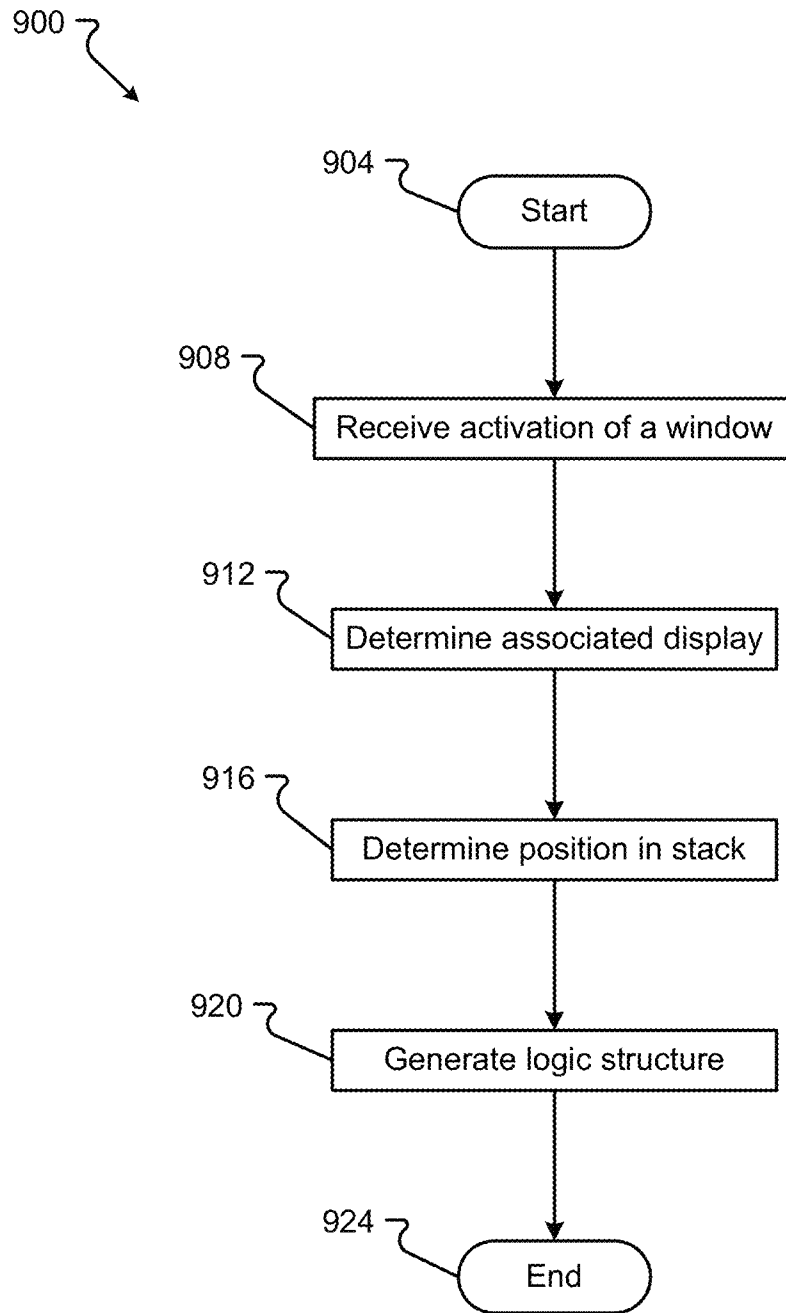 900
904
Start
908
Receive activation of a window
912
Determine associated display
916
Determine position in stack
920
Generate logic structure
924
End